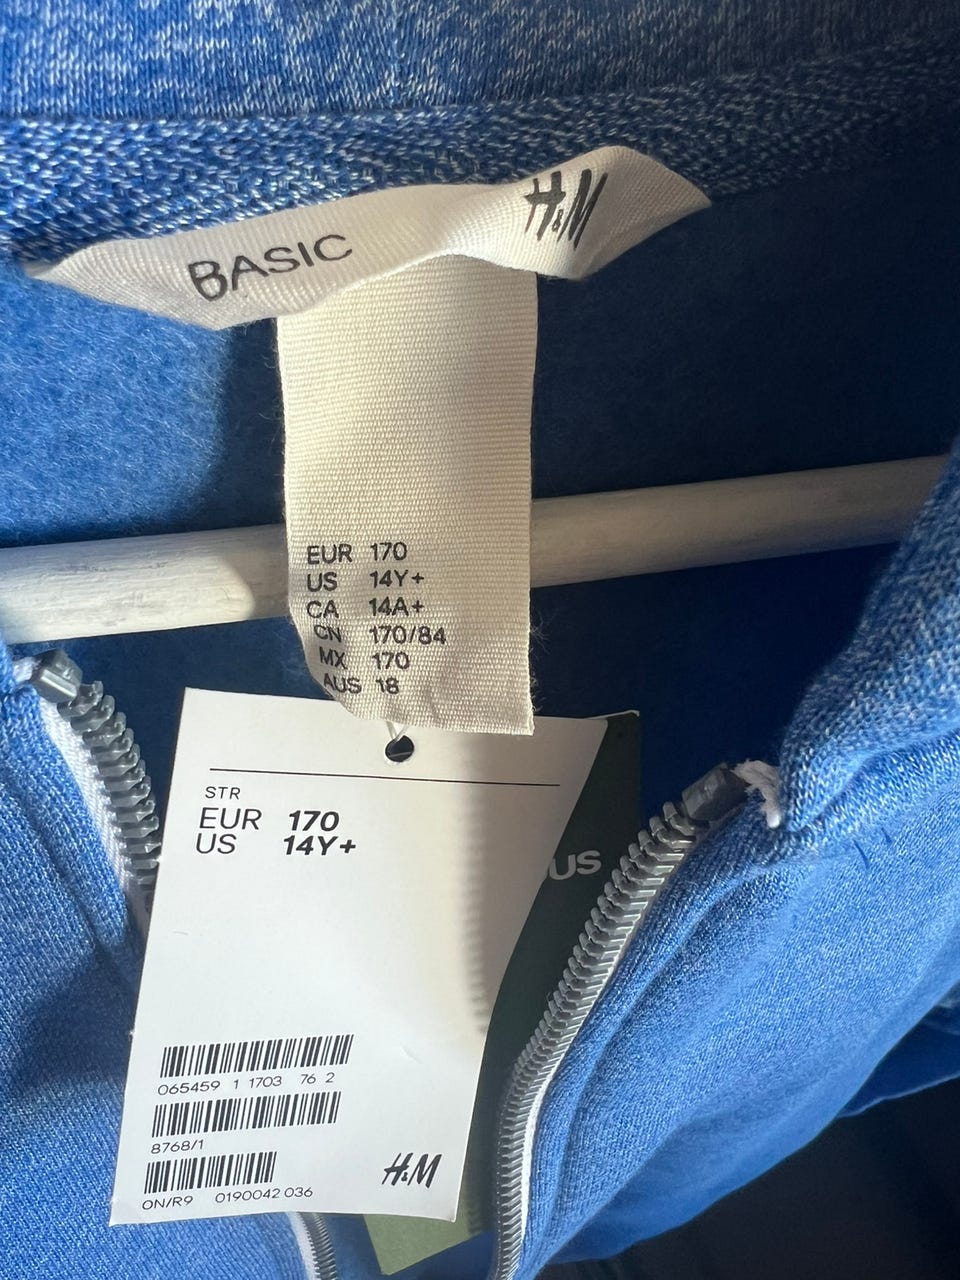 BASIC
H&M
EUR 170
US 14Y+
CA 14A+
CN 170/84
MX 170
AUS 18
STR
EUR 170
US 14Y+
065459 1 1703 76 2
8768/1
ON/R9 0190042 036
H&M